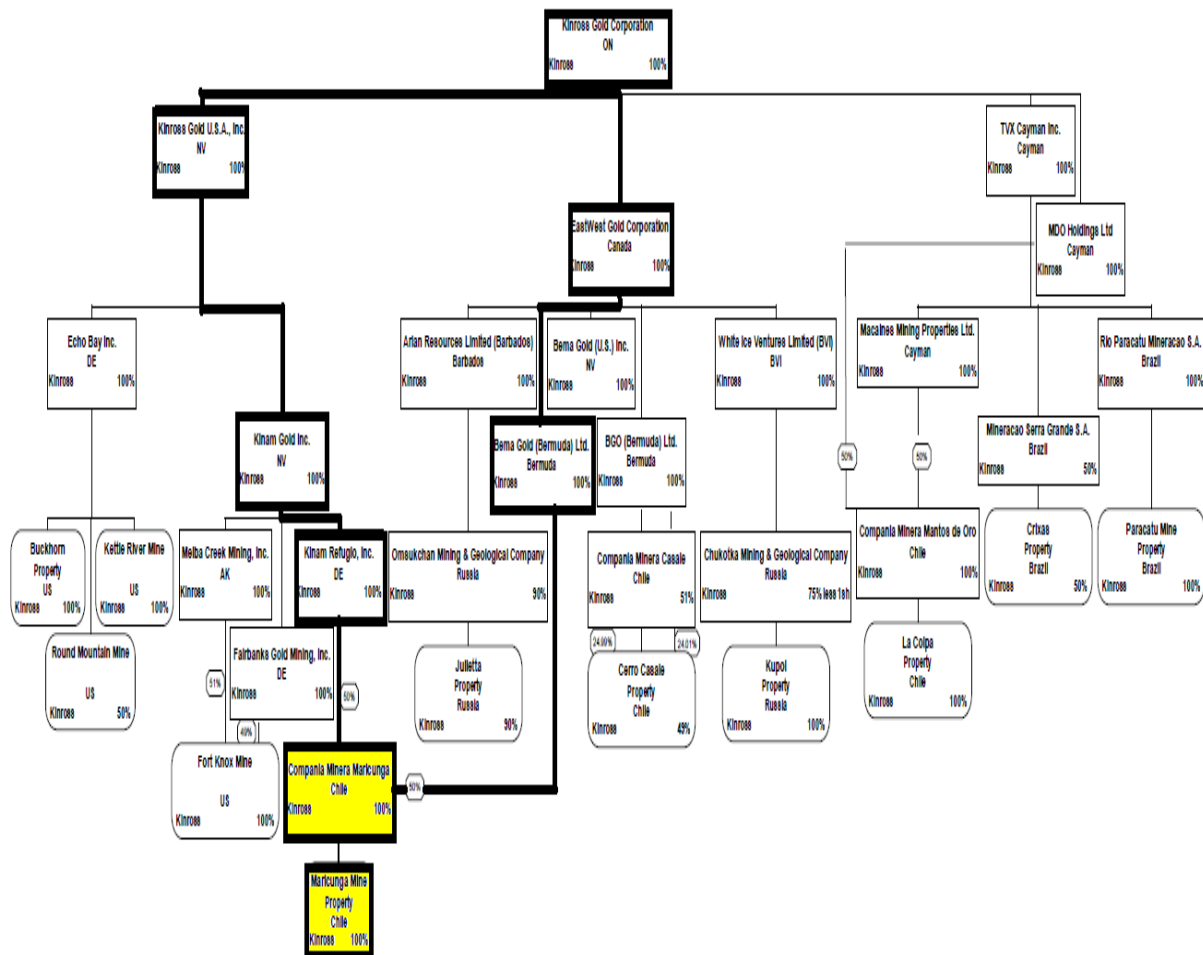 Kinross Gold Corporation
ON
Kinross 100%
Kinross Gold U.S.A., Inc.
NV
Kinross 100%
TVX Cayman Inc.
Cayman
Kinross 100%
EastWest Gold Corporation
Canada
Kinross 100%
MDO Holdings Ltd
Cayman
Kinross 100%
Echo Bay Inc.
DE
Kinross 100%
Arian Resources Limited (Barbados)
Barbados
Kinross 100%
Bema Gold (U.S.) Inc.
NV
Kinross 100%
White Ice Ventures Limited (BVI)
BVI
Kinross 100%
Macaines Mining Properties Ltd.
Cayman
Kinross 100%
Rio Paracatu Mineracao S.A.
Brazil
Kinross 100%
Kinam Gold Inc.
NV
Kinross 100%
Bema Gold (Bermuda) Ltd.
Bermuda
Kinross 100%
BGO (Bermuda) Ltd.
Bermuda
Kinross 100%
50%
50%
Mineracao Serra Grande S.A.
Brazil
Kinross 50%
Buckhorn
Property
US
Kinross 100%
Kettle River Mine
US
Kinross 100%
Melba Creek Mining, Inc.
AK
Kinross 100%
Kinam Refugio, Inc.
DE
Kinross 100%
Omsukchan Mining & Geological Company
Russia
Kinross 90%
Compania Minera Casale
Chile
Kinross 51%
Chukotka Mining & Geological Company
Russia
Kinross 75% less 1sh
Compania Minera Mantos de Oro
Chile
Kinross 100%
Crixas
Property
Brazil
Kinross 50%
Paracatu Mine
Property
Brazil
Kinross 100%
Round Mountain Mine
US
Kinross 50%
51%
Fairbanks Gold Mining, Inc.
DE
Kinross 100%
50%
49%
Julietta
Property
Russia
Kinross 90%
24.99%
24.01%
Cerro Casale
Property
Chile
Kinross 49%
Kupol
Property
Russia
Kinross 100%
La Coipa
Property
Chile
Kinross 100%
Fort Knox Mine
US
Kinross 100%
Compania Minera Maricunga
Chile
Kinross 100%
50%
Maricunga Mine
Property
Chile
Kinross 100%